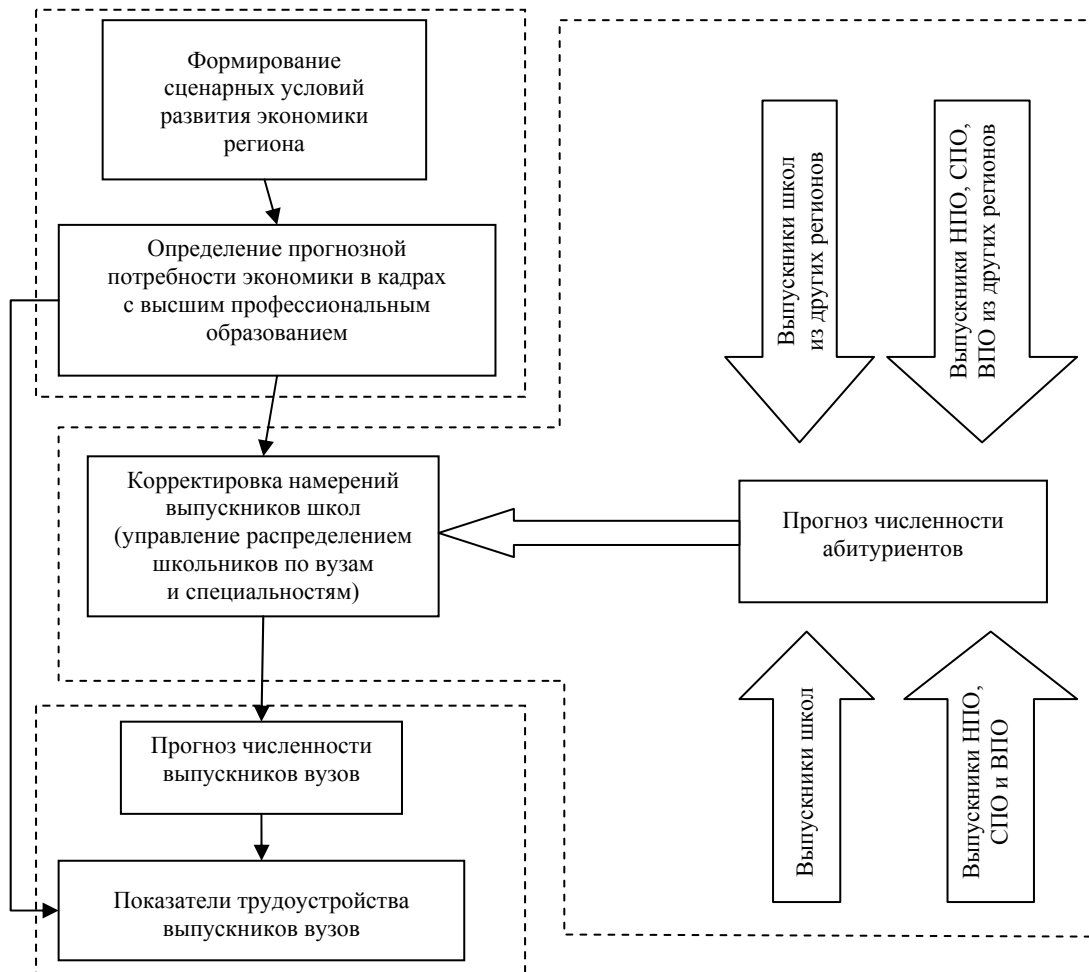 Формирование
сценарных условий
развития экономики
региона
Определение прогнозной
потребности экономики в кадрах
с высшим профессиональным
образованием
Выпускники школ
из других регионов
Выпускники НПО, СПО,
ВПО из других регионов
Корректировка намерений
выпускников школ
(управление распределением
школьников по вузам
и специальностям)
Прогноз численности
абитуриентов
Выпускники школ
Выпускники НПО,
СПО и ВПО
Прогноз численности
выпускников вузов
Показатели трудоустройства
выпускников вузов